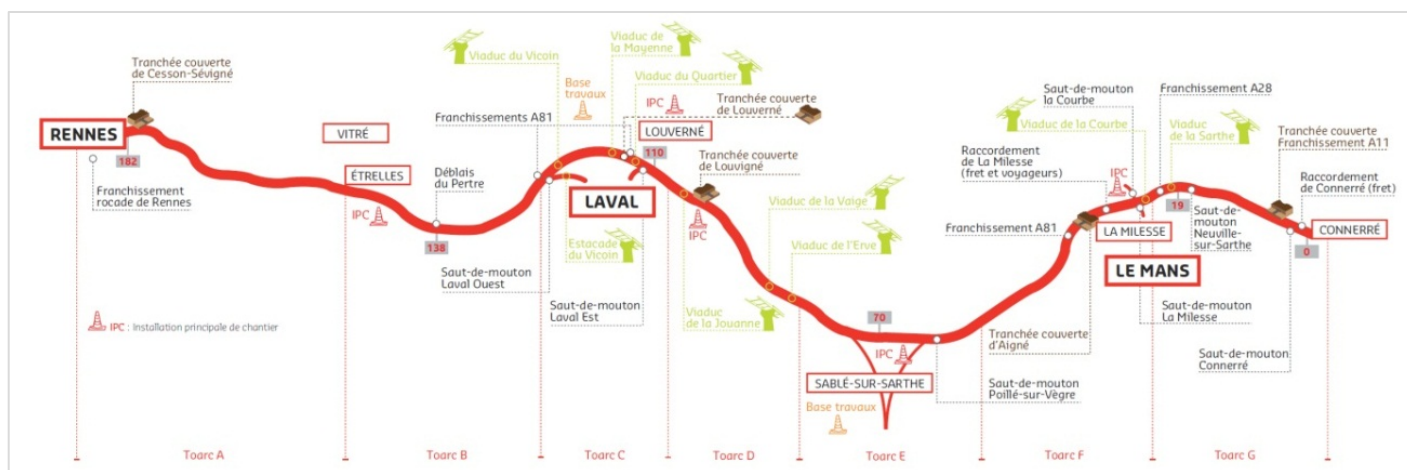 Tranchée couverte
de Cesson-Sévigné
RENNES
182
Franchissement
rocade de Rennes
VITRÉ
ÉTRELLES
IPC
Déblais
du Pertre
138
Franchissements A81
Viaduc du Vicoin
Base
travaux
Viaduc de
la Mayenne
Viaduc du Quartier
IPC
Tranchée couverte
de Louverné
LOUVERNÉ
110
LAVAL
Estacade
du Vicoin
Saut-de-mouton
Laval Ouest
Saut-de-mouton
Laval Est
Tranchée couverte
de Louvigné
IPC
Viaduc
de la Jouanne
Viaduc de la Vaige
Viaduc de l'Erve
70
IPC
SABLÉ-SUR-SARTHE
Base travaux
Saut-de-mouton
Poillé-sur-Vègre
Franchissement A81
Tranchée couverte
d'Aigné
Raccordement
de La Milesse
(fret et voyageurs)
Viaduc de la Courbe
Saut-de-mouton
la Courbe
IPC
LA MILESSE
LE MANS
Saut-de-mouton
La Milesse
Franchissement A28
Viaduc
de la Sarthe
19
Saut-de-
mouton
Neuville-
sur-Sarthe
Tranchée couverte
Franchissement A11
Raccordement
de Connerré (fret)
CONNERRÉ
0
Saut-de-mouton
Connerré
IPC : Installation principale de chantier
Toarc A
Toarc B
Toarc C
Toarc D
Toarc E
Toarc F
Toarc G